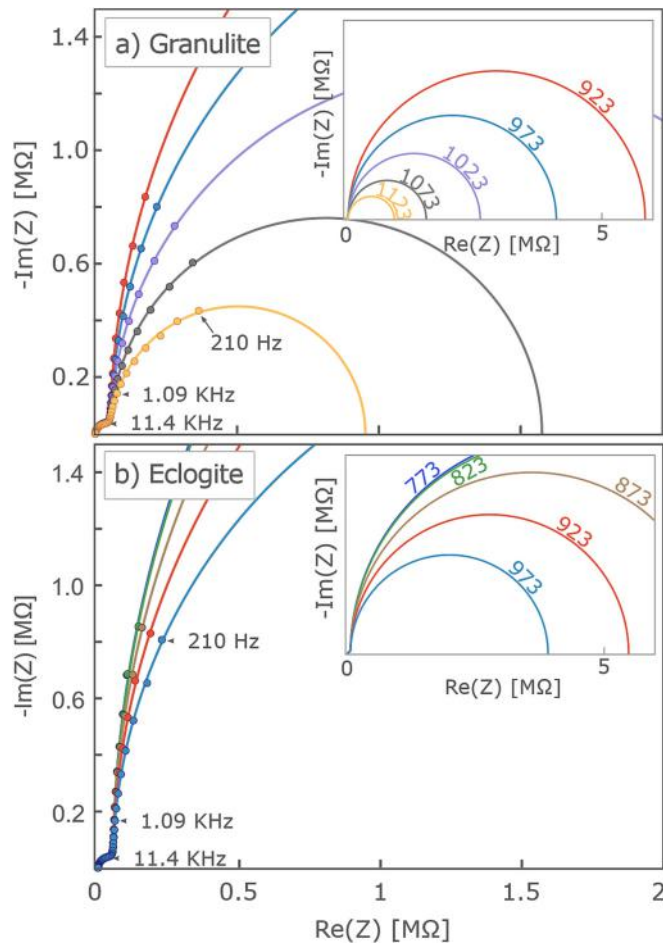 a) Granulite
-Im(Z) [MΩ]
1.4
1.0
0.6
0.2
210 Hz
1.09 KHz
11.4 KHz
-Im(Z) [MΩ]
923
973
1023
1073
1123
0
5
Re(Z) [MΩ]
b) Eclogite
-Im(Z) [MΩ]
1.4
1.0
0.6
0.2
210 Hz
1.09 KHz
11.4 KHz
-Im(Z) [MΩ]
773
823
873
923
973
0
5
Re(Z) [MΩ]
0
0.5
1
1.5
2
Re(Z) [MΩ]